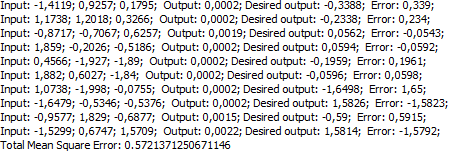 Input: -1,4119; 0,9257; 0,1795; Output: 0,0002; Desired output: -0,3388; Error: 0,339;
Input: 1,1738; 1,2018; 0,3266; Output: 0,0002; Desired output: -0,2338; Error: 0,234;
Input: -0,8717; -0,7067; 0,6257; Output: 0,0019; Desired output: 0,0562; Error: -0,0543;
Input: 1,859; -0,2026; -0,5186; Output: 0,0002; Desired output: 0,0594; Error: -0,0592;
Input: 0,4566; -1,927; -1,89; Output: 0,0002; Desired output: -0,1959; Error: 0,1961;
Input: 1,882; 0,6027; -1,84; Output: 0,0002; Desired output: -0,0596; Error: 0,0598;
Input: 1,0738; -1,998; -0,0755; Output: 0,0002; Desired output: -1,6498; Error: 1,65;
Input: -1,6479; -0,5346; -0,5376; Output: 0,0002; Desired output: 1,5826; Error: -1,5823;
Input: -0,9577; 1,829; -0,6877; Output: 0,0015; Desired output: -0,59; Error: 0,5915;
Input: -1,5299; 0,6747; 1,5709; Output: 0,0022; Desired output: 1,5814; Error: -1,5792;
Total Mean Square Error: 0.5721371250671146